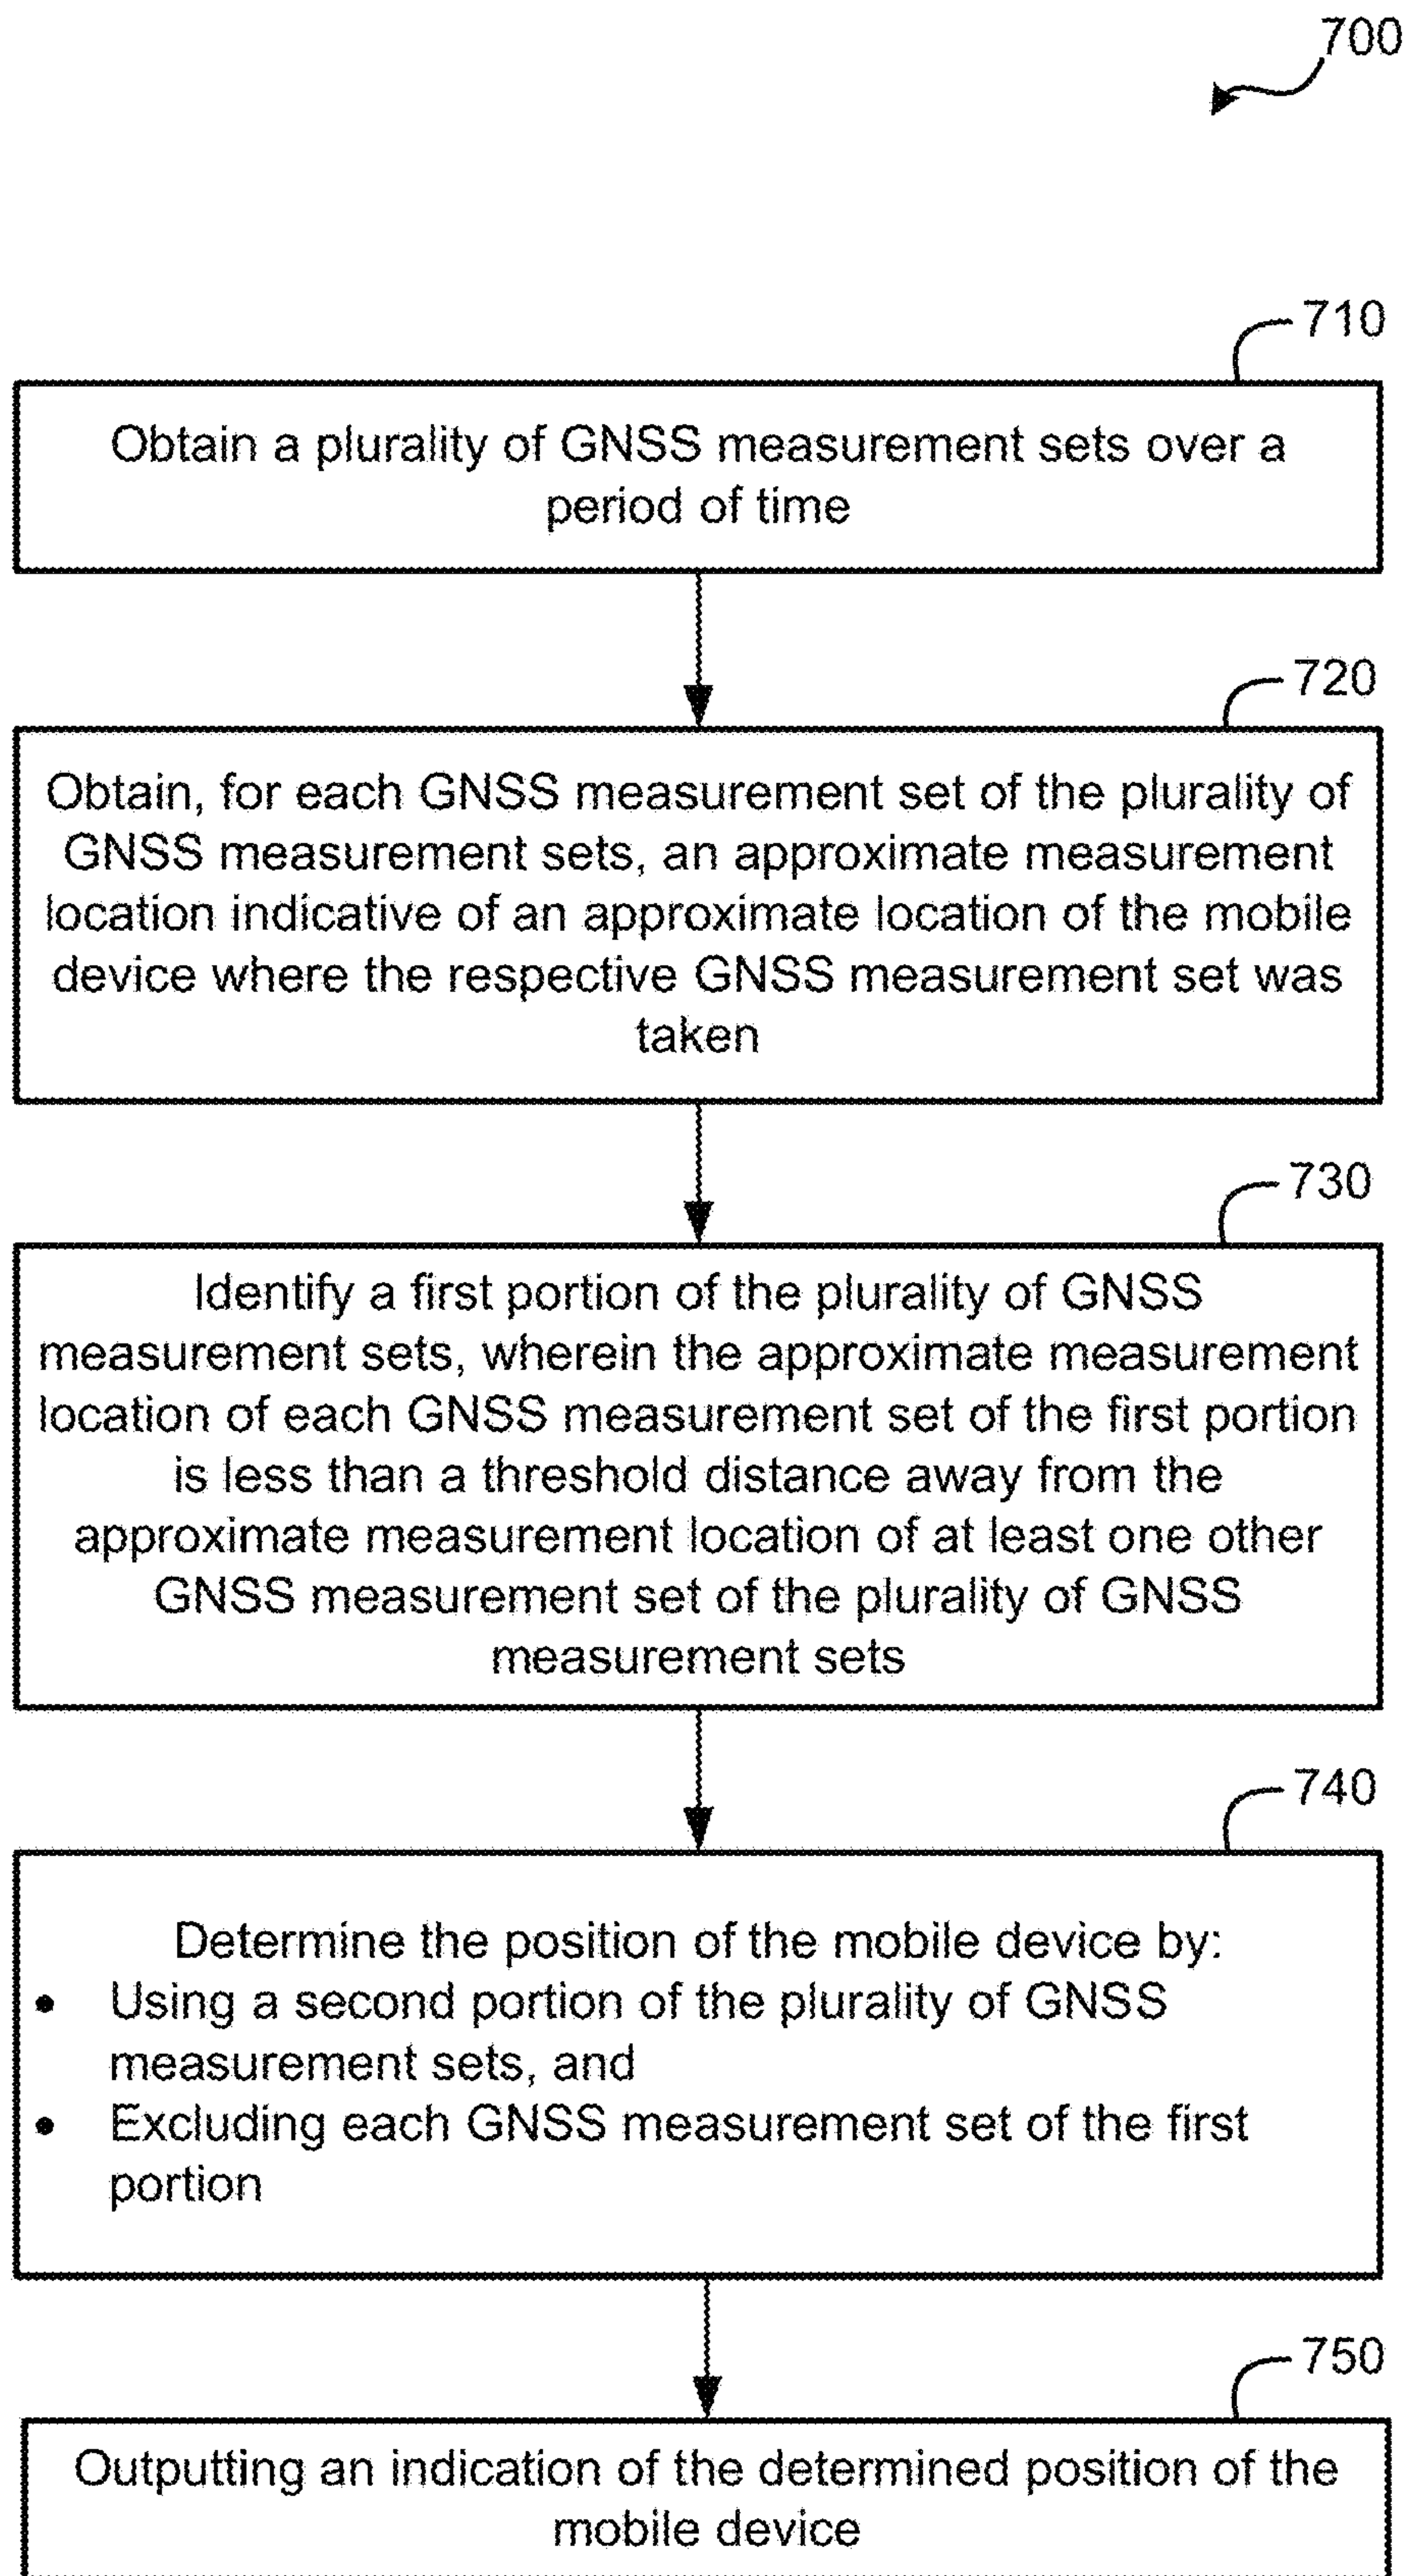 700
710
Obtain a plurality of GNSS measurement sets over a
period of time
720
Obtain, for each GNSS measurement set of the plurality of
GNSS measurement sets, an approximate measurement
location indicative of an approximate location of the mobile
device where the respective GNSS measurement set was
taken
730
Identify a first portion of the plurality of GNSS
measurement sets, wherein the approximate measurement
location of each GNSS measurement set of the first portion
is less than a threshold distance away from the
approximate measurement location of at least one other
GNSS measurement set of the plurality of GNSS
measurement sets
740
Determine the position of the mobile device by:
• Using a second portion of the plurality of GNSS
measurement sets, and
• Excluding each GNSS measurement set of the first
portion
750
Outputting an indication of the determined position of the
mobile device